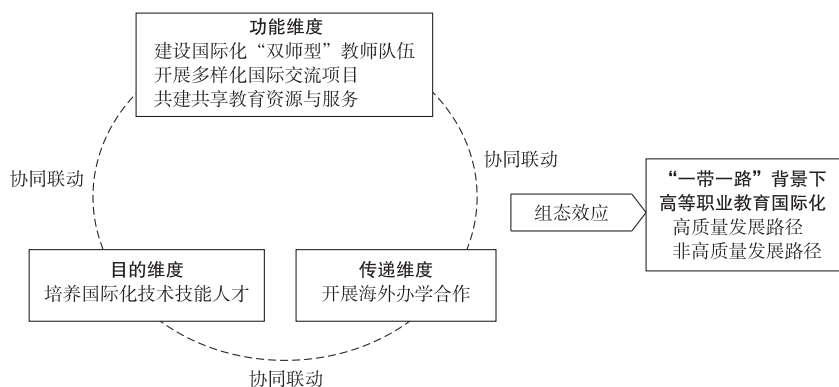 功能维度
建设国际化“双师型”教师队伍
开展多样化国际交流项目
共建共享教育资源与服务
协同联动
协同联动
“一带一路”背景下
高等职业教育国际化
高质量发展路径
非高质量发展路径
组态效应
目的维度
培养国际化技术技能人才
传递维度
开展海外办学合作
协同联动